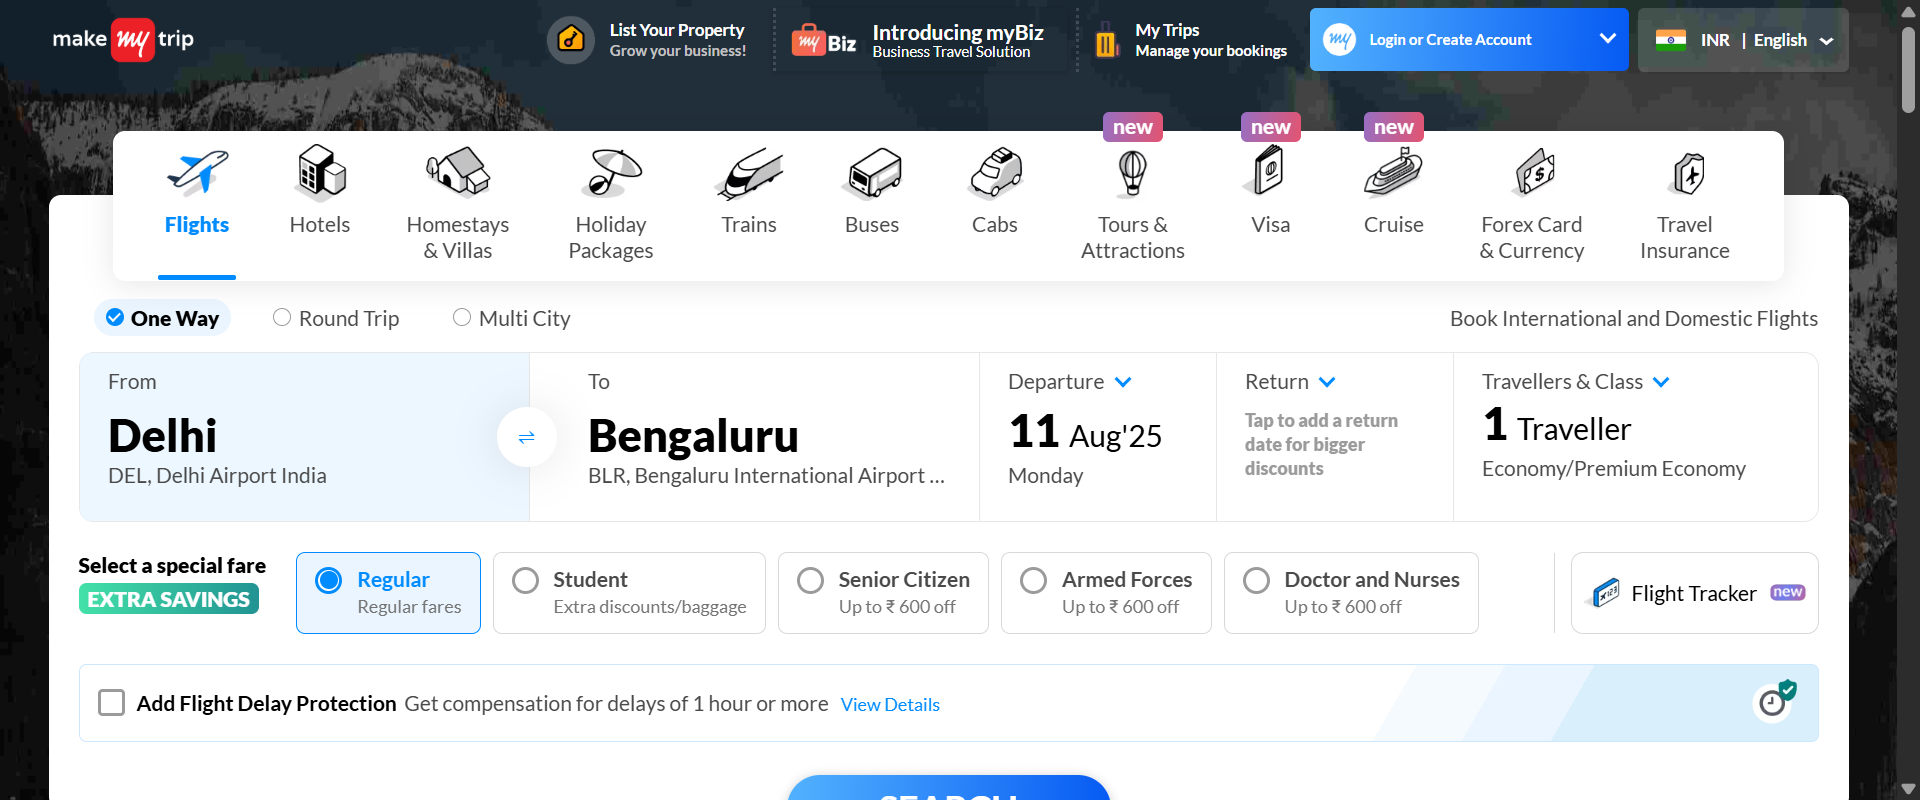 make my trip
List Your Property
Grow your business!
my Biz
Introducing myBiz
Business Travel Solution
My Trips
Manage your bookings
my
Login or Create Account
INR | English
new
new
new
Flights
Hotels
Homestays
& Villas
Holiday
Packages
Trains
Buses
Cabs
Tours &
Attractions
Visa
Cruise
Forex Card
& Currency
Travel
Insurance
One Way
Round Trip
Multi City
Book International and Domestic Flights
From
Delhi
DEL, Delhi Airport India
To
Bengaluru
BLR, Bengaluru International Airport ...
Departure
11 Aug'25
Monday
Return
Tap to add a return
date for bigger
discounts
Travellers & Class
1 Traveller
Economy/Premium Economy
Select a special fare
EXTRA SAVINGS
Regular
Regular fares
Student
Extra discounts/baggage
Senior Citizen
Up to ₹ 600 off
Armed Forces
Up to ₹ 600 off
Doctor and Nurses
Up to ₹ 600 off
Flight Tracker new
Add Flight Delay Protection Get compensation for delays of 1 hour or more View Details
SEARCH